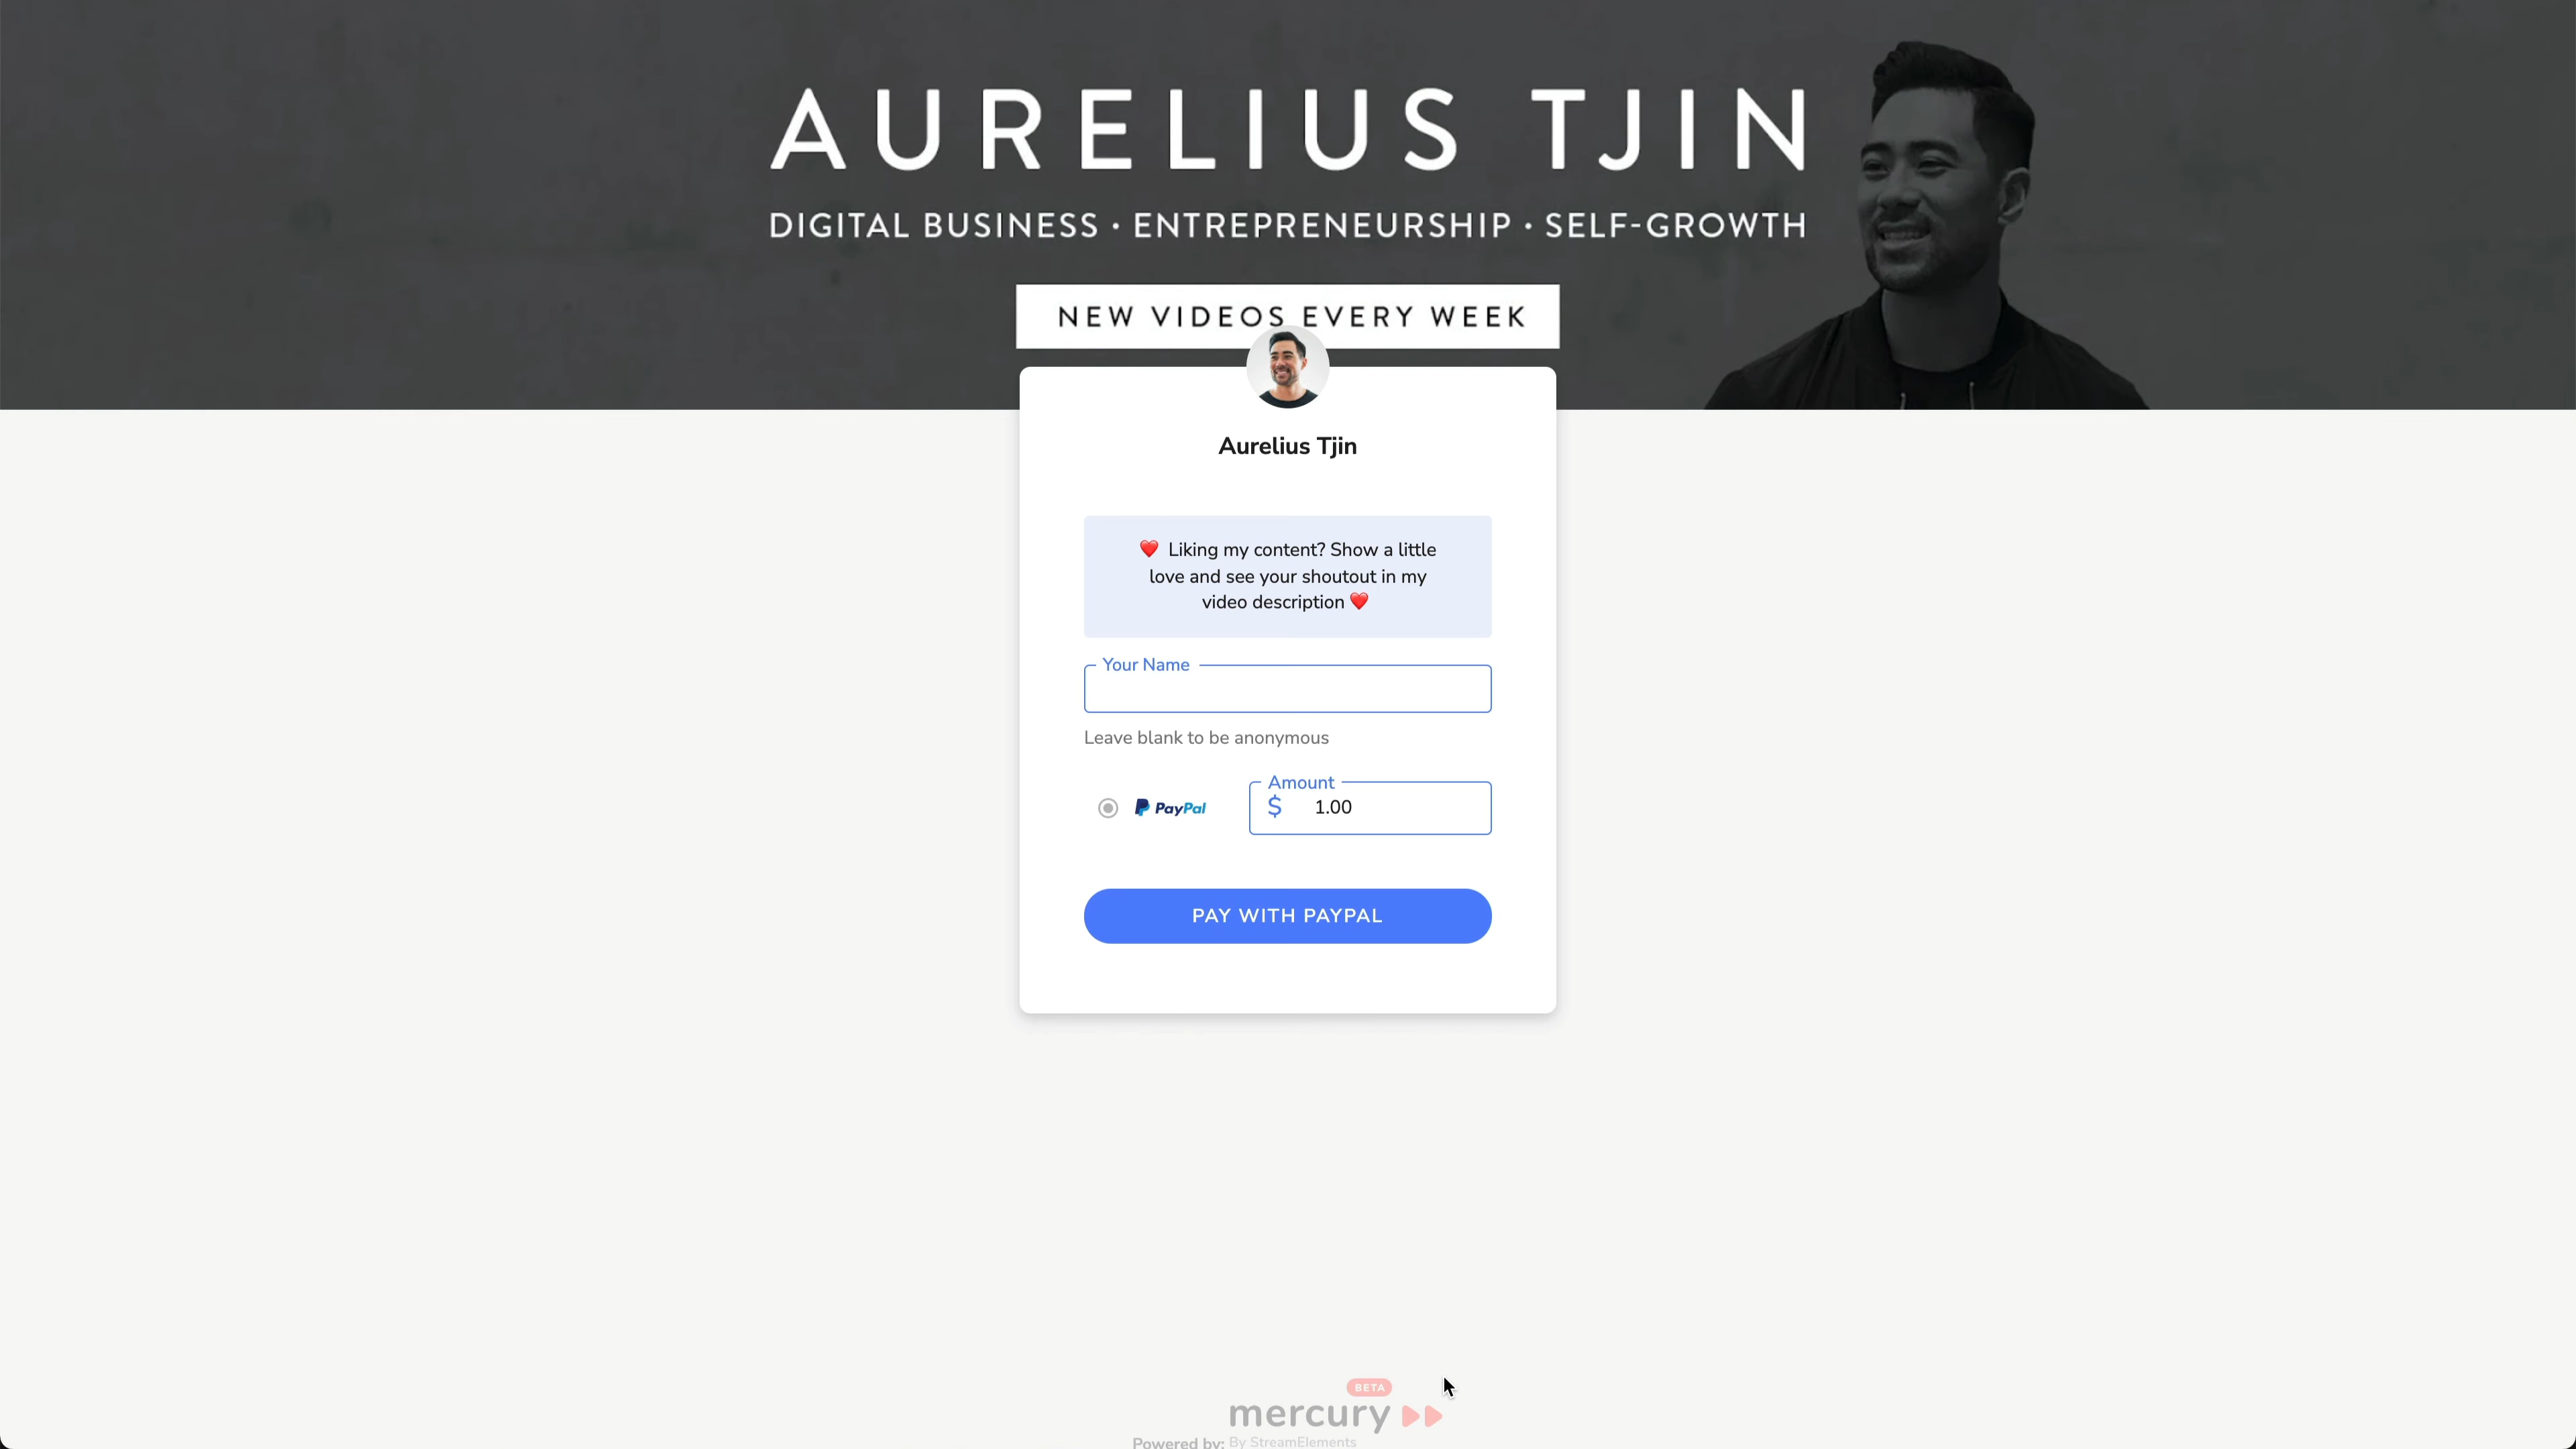 AURELIUS TJIN
DIGITAL BUSINESS · ENTREPRENEURSHIP · SELF-GROWTH
NEW VIDEOS EVERY WEEK
Aurelius Tjin
❤️ Liking my content? Show a little
love and see your shoutout in my
video description ❤️
Your Name
Leave blank to be anonymous
PayPal
Amount
$ 1.00
PAY WITH PAYPAL
BETA
mercury
Powered by: By StreamElements